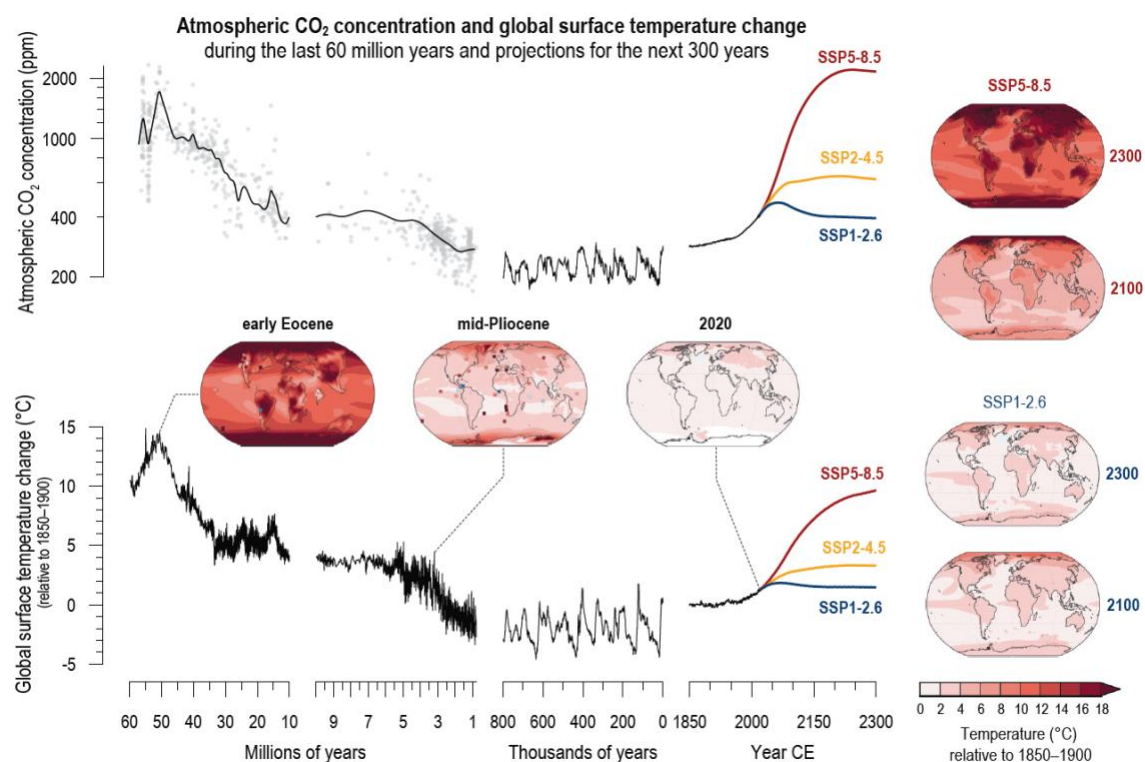 Atmospheric CO₂ concentration and global surface temperature change
during the last 60 million years and projections for the next 300 years
Atmospheric CO₂ concentration (ppm)
2000
1000
400
200
SSP5-8.5
SSP2-4.5
SSP1-2.6
SSP5-8.5
2300
2100
early Eocene
mid-Pliocene
2020
Global surface temperature change (°C)
(relative to 1850–1900)
15
10
5
0
-5
SSP5-8.5
SSP2-4.5
SSP1-2.6
SSP1-2.6
2300
2100
60 50 40 30 20 10
9 7 5 3 1
800 600 400 200 0
1850 2000 2150 2300
Millions of years
Thousands of years
Year CE
0 2 4 6 8 10 12 14 16 18
Temperature (°C)
relative to 1850–1900